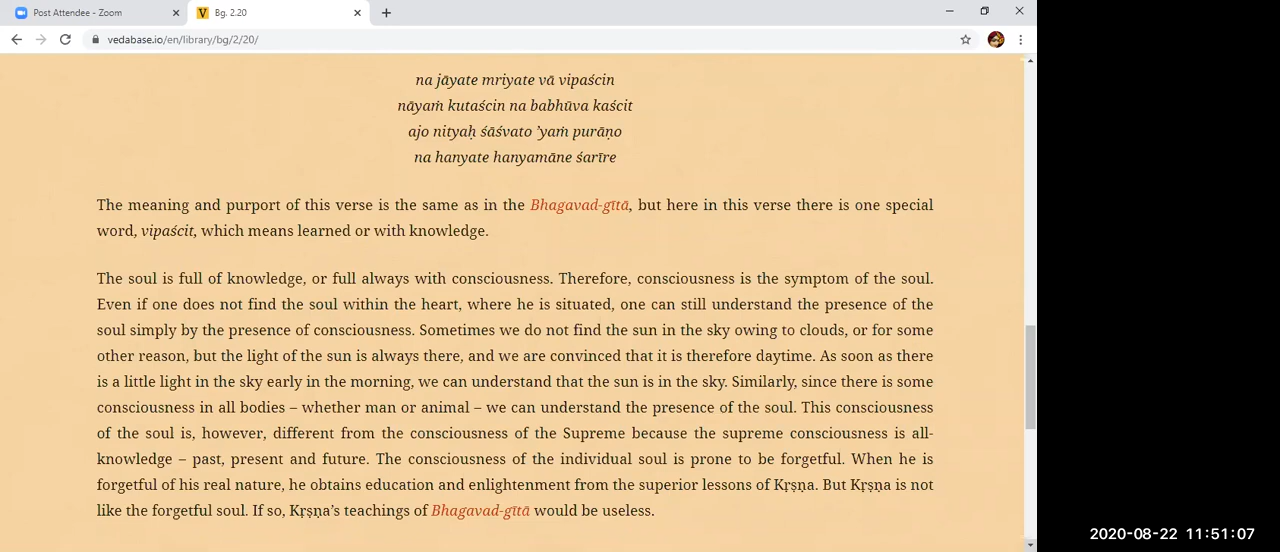 Post Attendee - Zoom
Bg. 2.20
vedabase.io/en/library/bg/2/20/
na jāyate mriyate vā vipaścin
nāyaṁ kutaścin na babhūva kaścit
ajo nityaḥ śāśvato ’yaṁ purāṇo
na hanyate hanyamāne śarīre
The meaning and purport of this verse is the same as in the Bhagavad-gītā, but here in this verse there is one special
word, vipaścit, which means learned or with knowledge.
The soul is full of knowledge, or full always with consciousness. Therefore, consciousness is the symptom of the soul.
Even if one does not find the soul within the heart, where he is situated, one can still understand the presence of the
soul simply by the presence of consciousness. Sometimes we do not find the sun in the sky owing to clouds, or for some
other reason, but the light of the sun is always there, and we are convinced that it is therefore daytime. As soon as there
is a little light in the sky early in the morning, we can understand that the sun is in the sky. Similarly, since there is some
consciousness in all bodies – whether man or animal – we can understand the presence of the soul. This consciousness
of the soul is, however, different from the consciousness of the Supreme because the supreme consciousness is all-
knowledge – past, present and future. The consciousness of the individual soul is prone to be forgetful. When he is
forgetful of his real nature, he obtains education and enlightenment from the superior lessons of Kṛṣṇa. But Kṛṣṇa is not
like the forgetful soul. If so, Kṛṣṇa’s teachings of Bhagavad-gītā would be useless.
2020-08-22 11:51:07